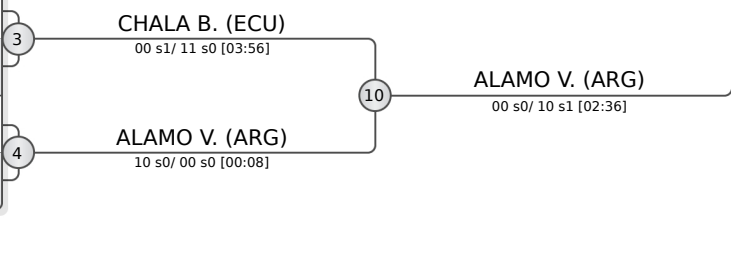 CHALA B. (ECU)
3
00 s1/ 11 s0 [03:56]
ALAMO V. (ARG)
10
00 s0/ 10 s1 [02:36]
ALAMO V. (ARG)
4
10 s0/ 00 s0 [00:08]